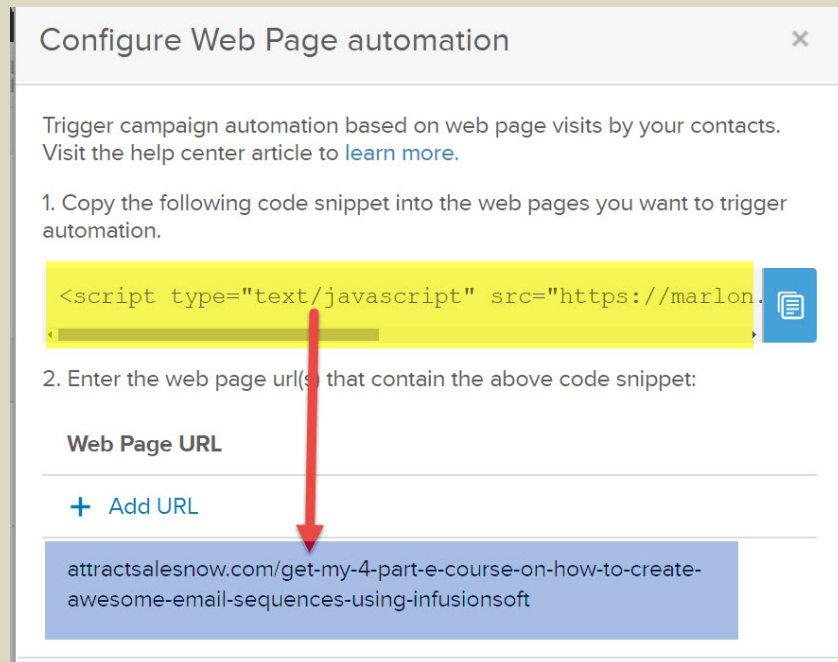 Configure Web Page automation
Trigger campaign automation based on web page visits by your contacts.
Visit the help center article to learn more.
1. Copy the following code snippet into the web pages you want to trigger
automation.
<script type="text/javascript" src="https://marlon.
2. Enter the web page url(s) that contain the above code snippet:
Web Page URL
+ Add URL
attractsalesnow.com/get-my-4-part-e-course-on-how-to-create-
awesome-email-sequences-using-infusionsoft